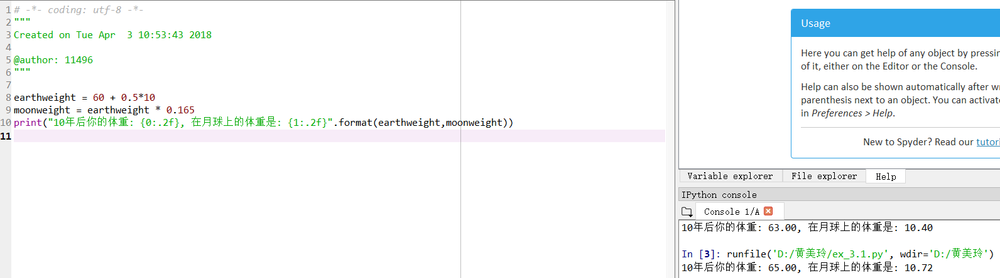 1 # -*- coding: utf-8 -*-
2 """
3 Created on Tue Apr  3 10:53:43 2018
4
5 @author: 11496
6 """
7
8 earthweight = 60 + 0.5*10
9 moonweight = earthweight * 0.165
10 print("10年后你的体重: {0:.2f}, 在月球上的体重是: {1:.2f}".format(earthweight,moonweight))
11
Usage
Here you can get help of any object by pressin
of it, either on the Editor or the Console.
Help can also be shown automatically after w
parenthesis next to an object. You can activat
in Preferences > Help.
New to Spyder? Read our tutori
Variable explorer File explorer Help
IPython console
Console 1/A
10年后你的体重: 63.00, 在月球上的体重是: 10.40
In [3]: runfile('D:/黄美玲/ex_3.1.py', wdir='D:/黄美玲')
10年后你的体重: 65.00, 在月球上的体重是: 10.72